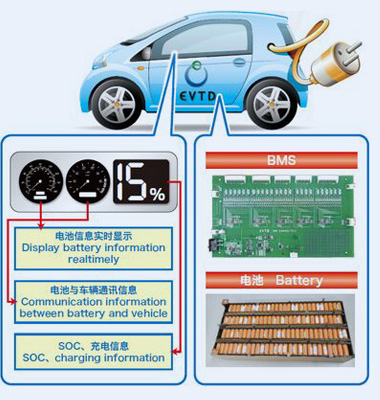 EVTD
15%
电池信息实时显示
Display battery information
realtimely
电池与车辆通讯信息
Communication information
between battery and vehicle
SOC、充电信息
SOC、charging information
BMS
EVTD
电池 Battery